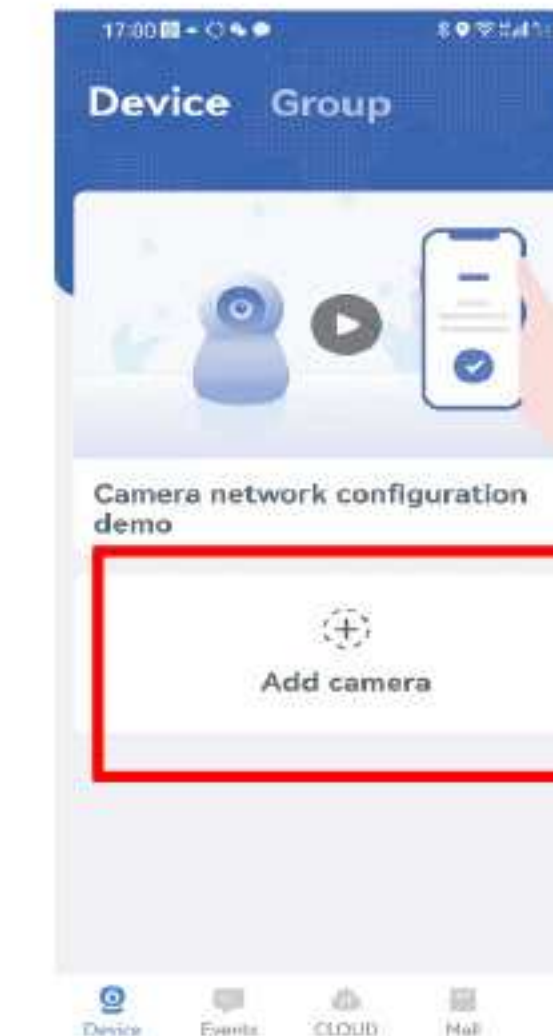 17:00
Device Group
Camera network configuration
demo
Add camera
Device Events CLOUD Mall